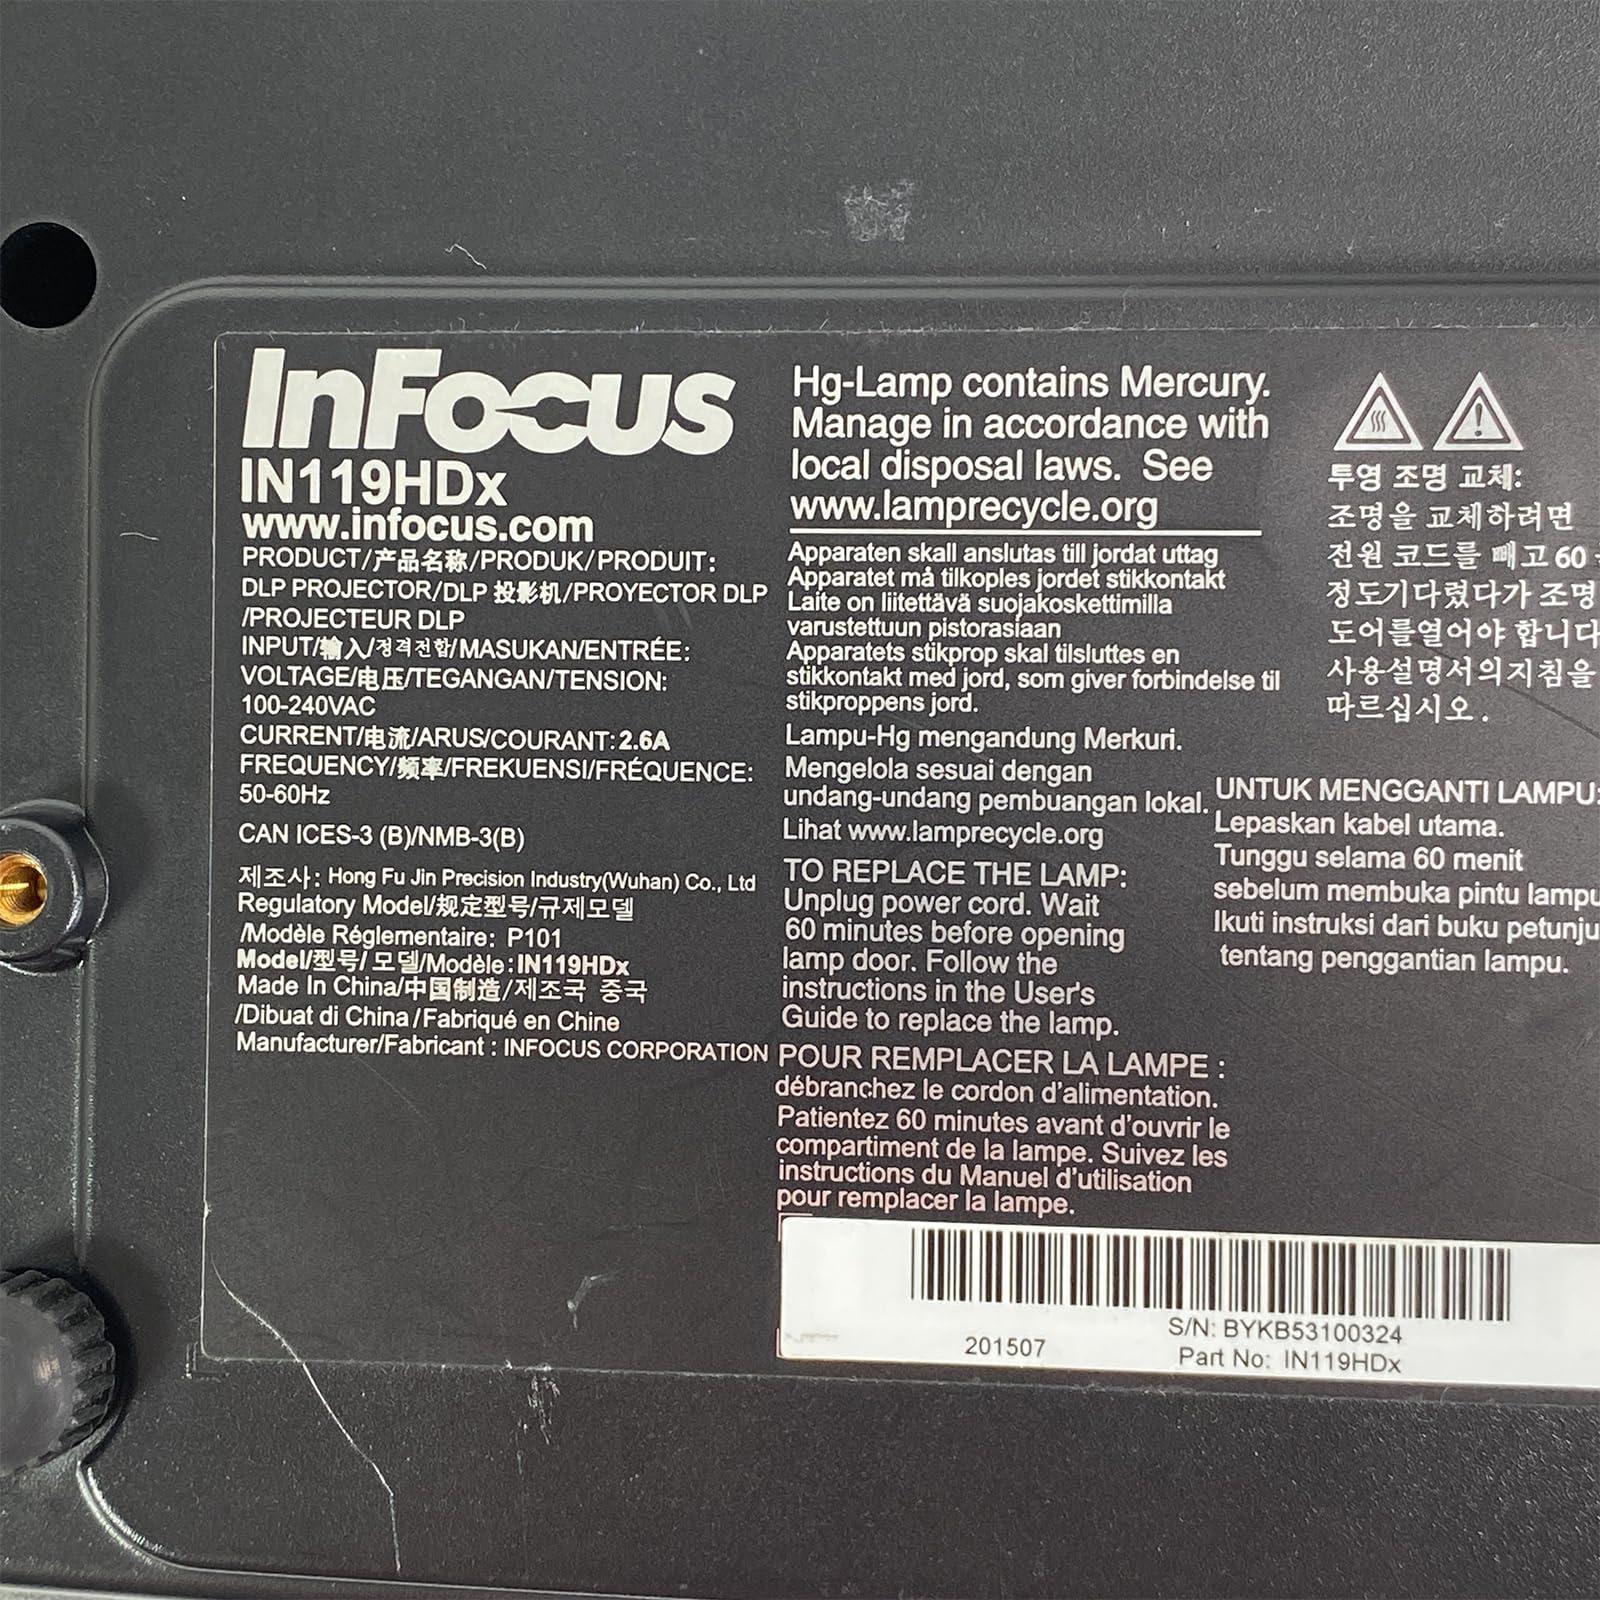 InFocus
IN119HDx
www.infocus.com
PRODUCT/产品名称/PRODUK/PRODUIT:
DLP PROJECTOR/DLP 投影机/PROYECTOR DLP
/PROJECTEUR DLP
INPUT/输入/정격전합/MASUKAN/ENTRÉE:
VOLTAGE/电压/TEGANGAN/TENSION:
100-240VAC
CURRENT/电流/ARUS/COURANT: 2.6A
FREQUENCY/频率/FREKUENSI/FRÉQUENCE:
50-60Hz
CAN ICES-3 (B)/NMB-3(B)
제조사: Hong Fu Jin Precision Industry(Wuhan) Co., Ltd
Regulatory Model/规定型号/규제모델
/Modèle Réglementaire: P101
Model/型号/모델/Modèle: IN119HDx
Made In China/中国制造/제조국 중국
/Dibuat di China/Fabriqué en Chine
Manufacturer/Fabricant : INFOCUS CORPORATION
Hg-Lamp contains Mercury.
Manage in accordance with
local disposal laws. See
www.lamprecycle.org
Apparaten skall anslutas till jordat uttag
Apparatet må tilkoples jordet stikkontakt
Laite on liitettävä suojakoskettimilla
varustettuun pistorasiaan
Apparatets stikprop skal tilsluttes en
stikkontakt med jord, som giver forbindelse til
stikproppens jord.
Lampu-Hg mengandung Merkuri.
Mengelola sesuai dengan
undang-undang pembuangan lokal.
Lihat www.lamprecycle.org
TO REPLACE THE LAMP:
Unplug power cord. Wait
60 minutes before opening
lamp door. Follow the
instructions in the User's
Guide to replace the lamp.
POUR REMPLACER LA LAMPE :
débranchez le cordon d'alimentation.
Patientez 60 minutes avant d'ouvrir le
compartiment de la lampe. Suivez les
instructions du Manuel d'utilisation
pour remplacer la lampe.
투영 조명 교체:
조명을 교체하려면
전원 코드를 빼고 60
정도기다렸다가 조명
도어를열어야 합니다
사용설명서의지침을
따르십시오.
UNTUK MENGGANTI LAMPU:
Lepaskan kabel utama.
Tunggu selama 60 menit
sebelum membuka pintu lampu
Ikuti instruksi dari buku petunju
tentang penggantian lampu.
S/N: BYKB53100324
201507
Part No: IN119HDx